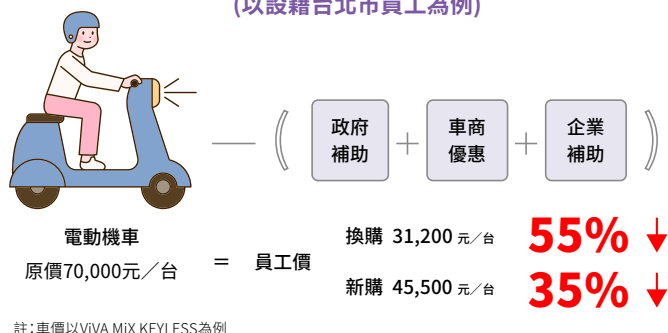 (以設籍台北市員工為例)
政府
補助
車商
優惠
企業
補助
— ( + + )
電動機車
原價70,000元／台
= 員工價
換購 31,200 元／台 55% ↓
新購 45,500 元／台 35% ↓
註：車價以ViVA MiX KEYLESS為例